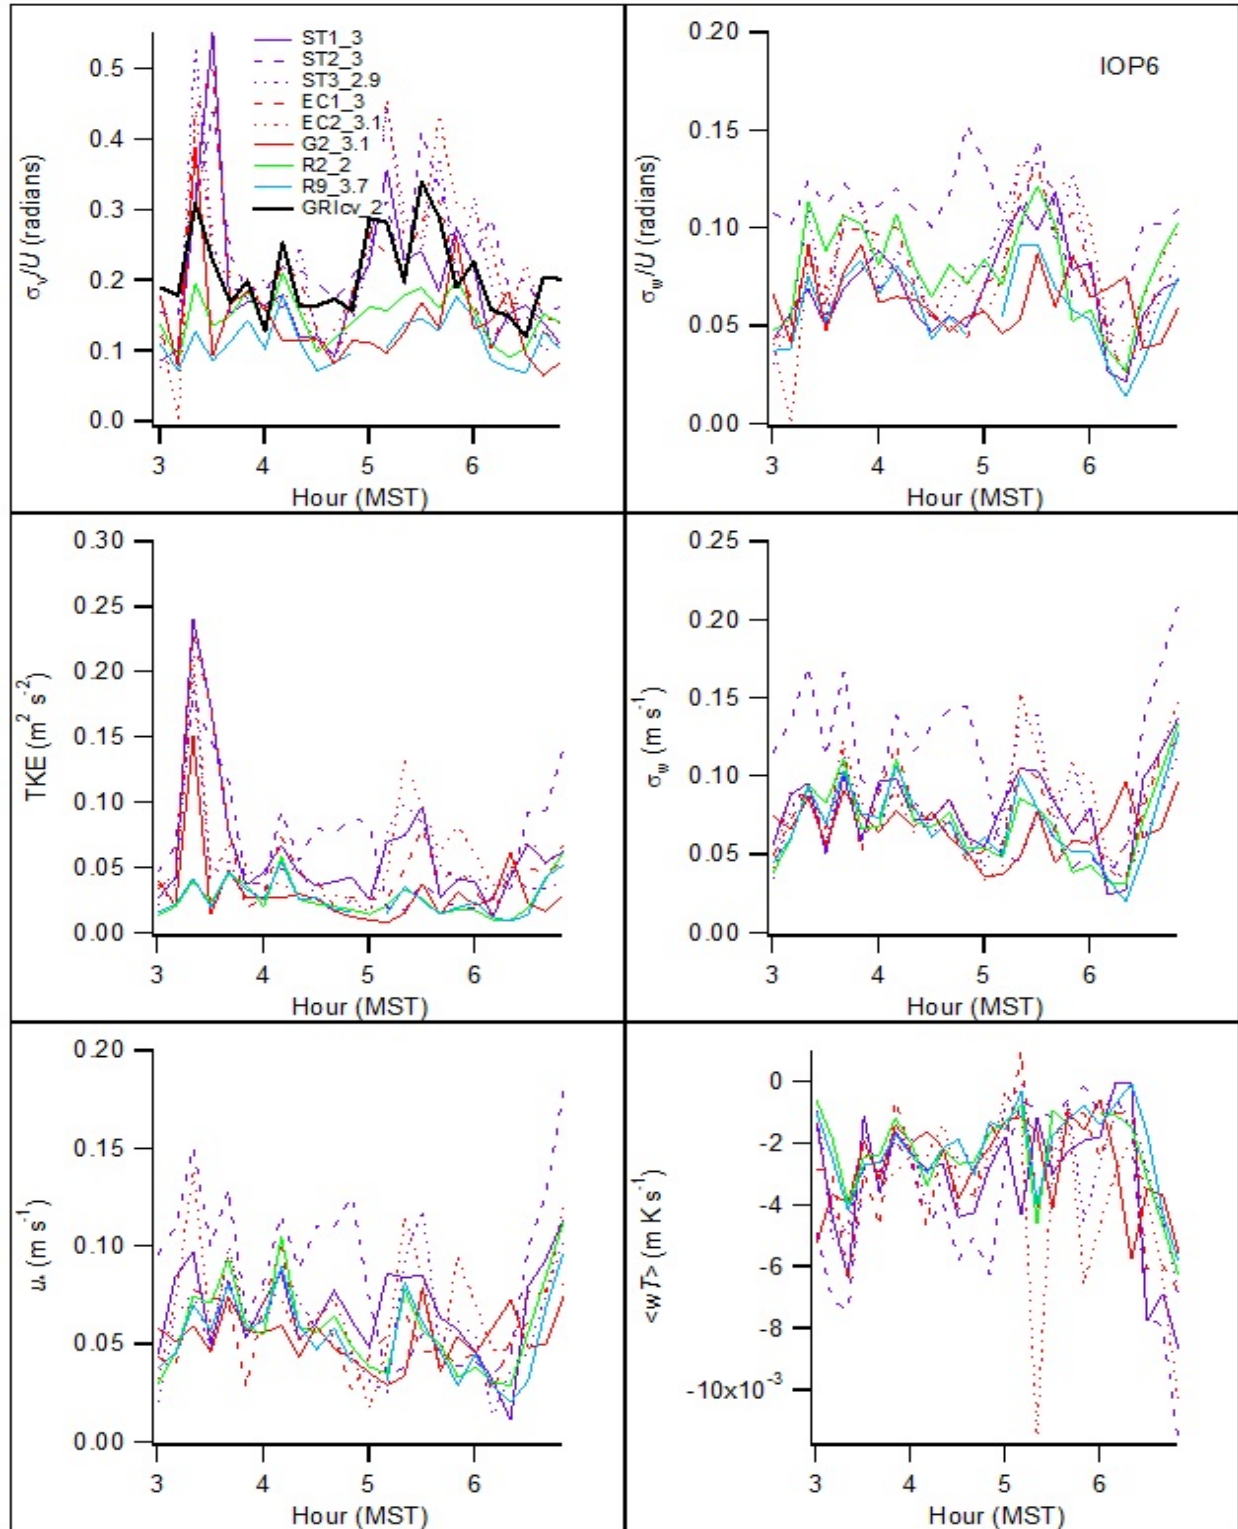 0.5
0.4
0.3
0.2
0.1
0.0
σv/U (radians)
ST1_3
ST2_3
ST3_2.9
EC1_3
EC2_3.1
G2_3.1
R2_2
R9_3.7
GRIcv_2
3 4 5 6
Hour (MST)
IOP6
0.20
0.15
0.10
0.05
0.00
σw/U (radians)
3 4 5 6
Hour (MST)
0.30
0.25
0.20
0.15
0.10
0.05
0.00
TKE (m² s⁻²)
3 4 5 6
Hour (MST)
0.25
0.20
0.15
0.10
0.05
0.00
σw (m s⁻¹)
3 4 5 6
Hour (MST)
0.20
0.15
0.10
0.05
0.00
u* (m s⁻¹)
3 4 5 6
Hour (MST)
0
-2
-4
-6
-8
-10x10⁻³
<wT> (m K s⁻¹)
3 4 5 6
Hour (MST)